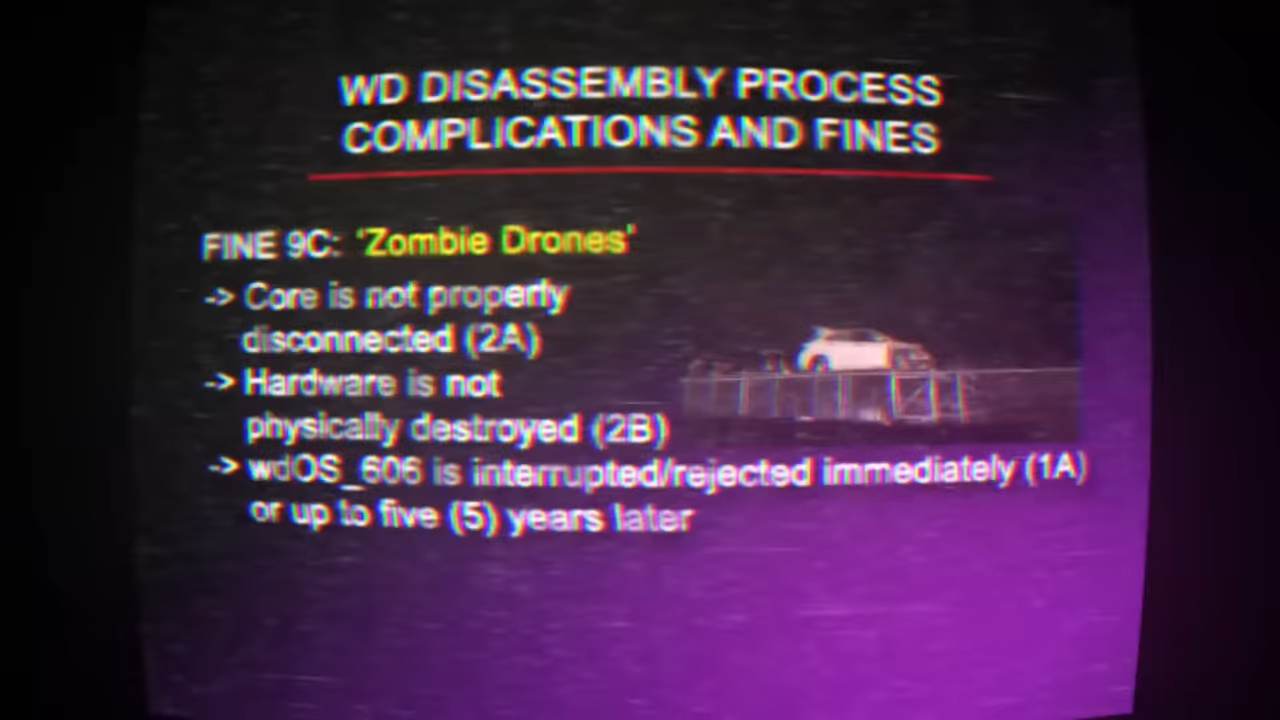 WD DISASSEMBLY PROCESS
COMPLICATIONS AND FINES
FINE 9C: 'Zombie Drones'
-> Core is not properly
disconnected (2A)
-> Hardware is not
physically destroyed (2B)
-> wdOS_606 is interrupted/rejected immediately (1A)
or up to five (5) years later